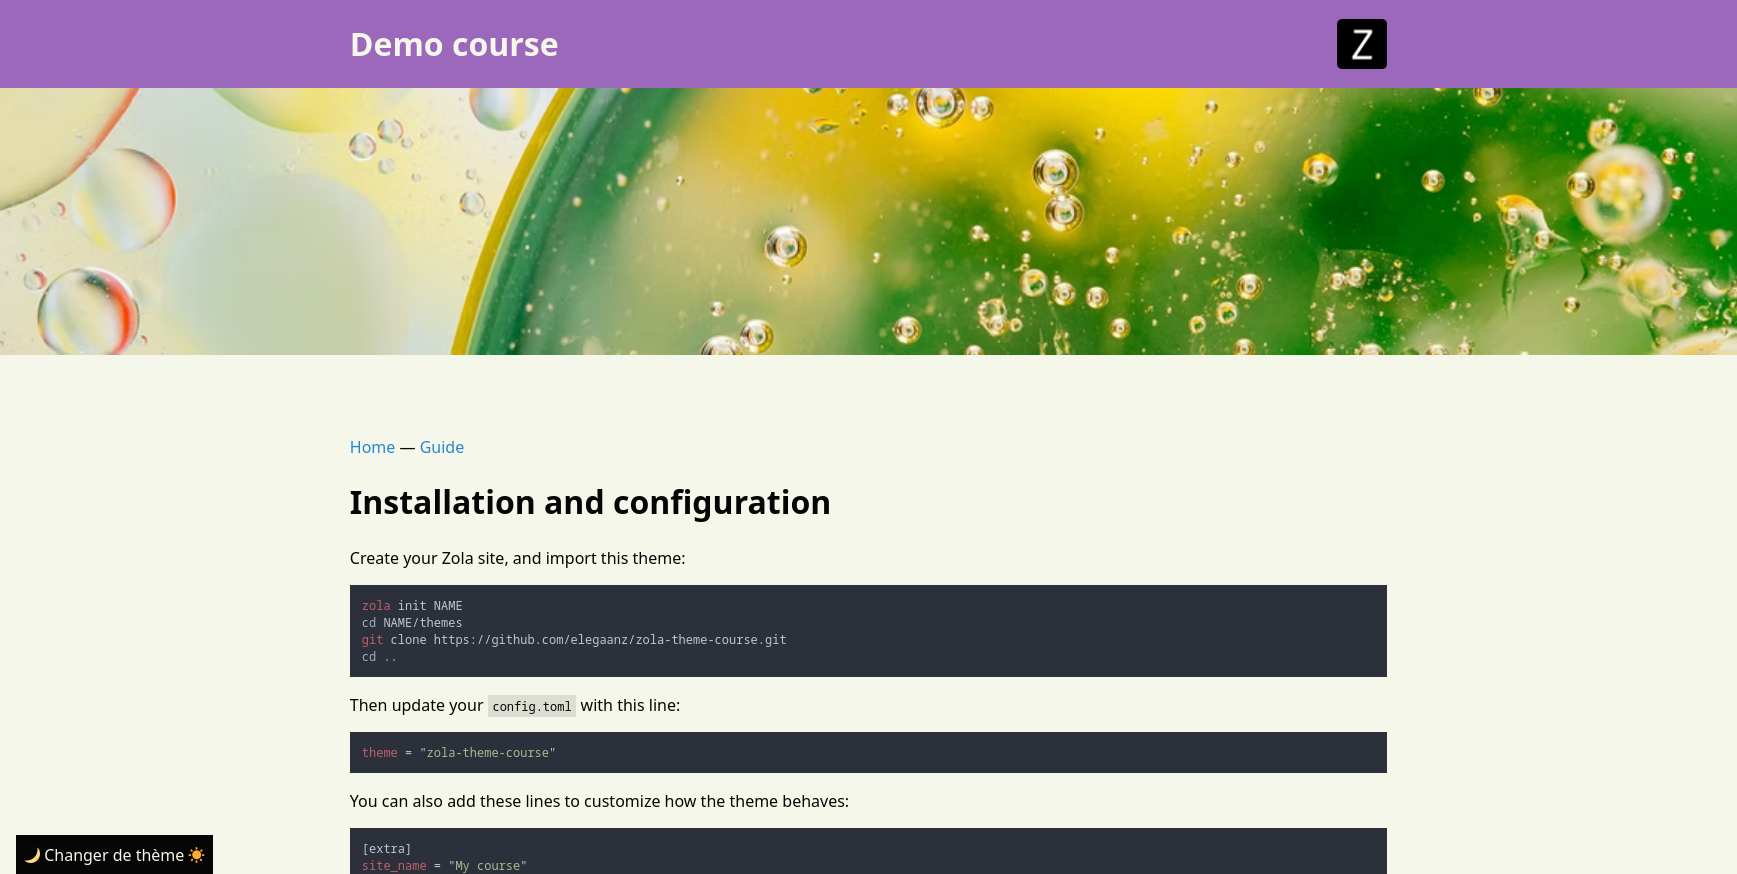 Demo course
Z
Home — Guide
Installation and configuration
Create your Zola site, and import this theme:
zola init NAME
cd NAME/themes
git clone https://github.com/elegaanz/zola-theme-course.git
cd ..
Then update your config.toml with this line:
theme = "zola-theme-course"
You can also add these lines to customize how the theme behaves:
[extra]
site_name = "My course"
🌙 Changer de thème ☀️